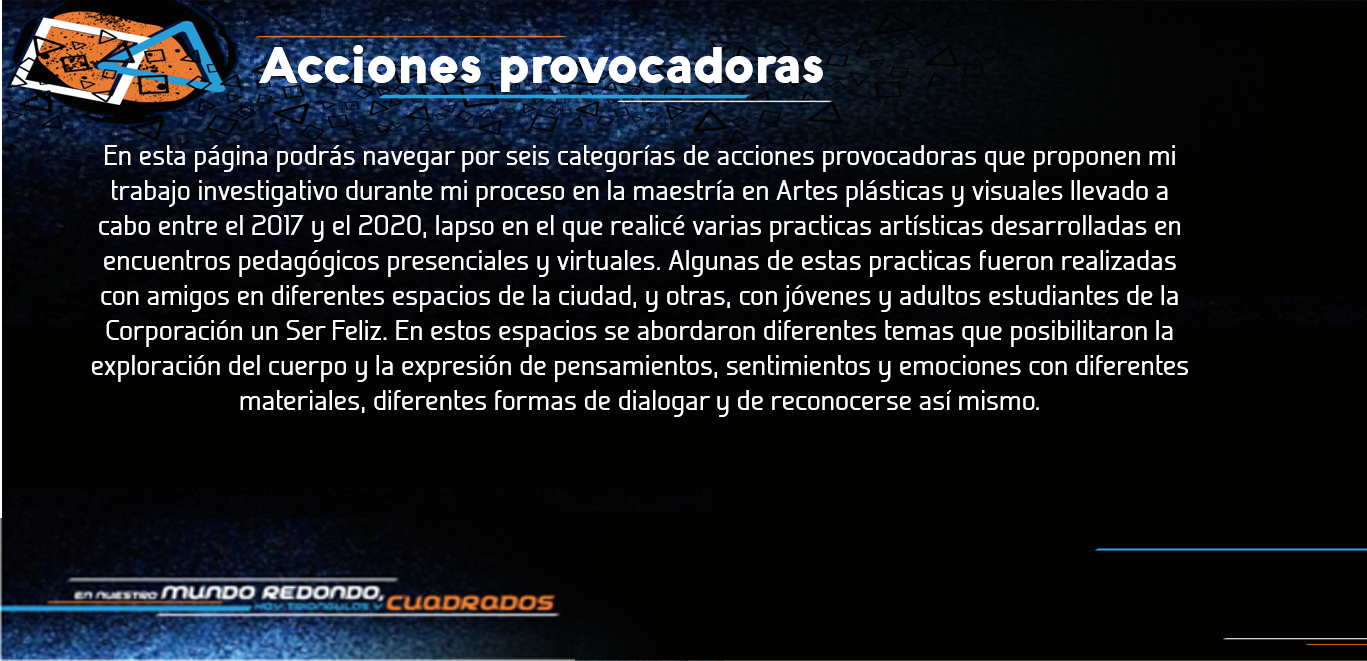 Acciones provocadoras
En esta página podrás navegar por seis categorías de acciones provocadoras que proponen mi
trabajo investigativo durante mi proceso en la maestría en Artes plásticas y visuales llevado a
cabo entre el 2017 y el 2020, lapso en el que realicé varias practicas artísticas desarrolladas en
encuentros pedagógicos presenciales y virtuales. Algunas de estas practicas fueron realizadas
con amigos en diferentes espacios de la ciudad, y otras, con jóvenes y adultos estudiantes de la
Corporación un Ser Feliz. En estos espacios se abordaron diferentes temas que posibilitaron la
exploración del cuerpo y la expresión de pensamientos, sentimientos y emociones con diferentes
materiales, diferentes formas de dialogar y de reconocerse así mismo.
EN NUESTRO MUNDO REDONDO,
HAY TRIÁNGULOS Y CUADRADOS